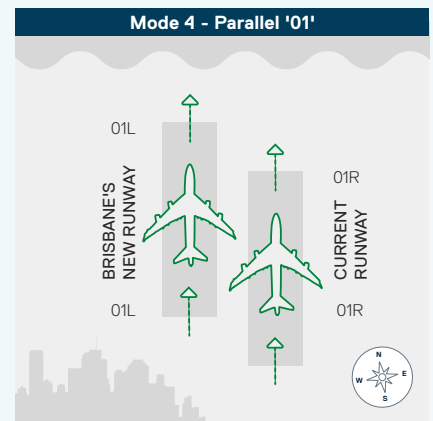 Mode 4 - Parallel '01'
01L
BRISBANE'S
NEW RUNWAY
01L
01R
CURRENT
RUNWAY
01R
N
W
E
S